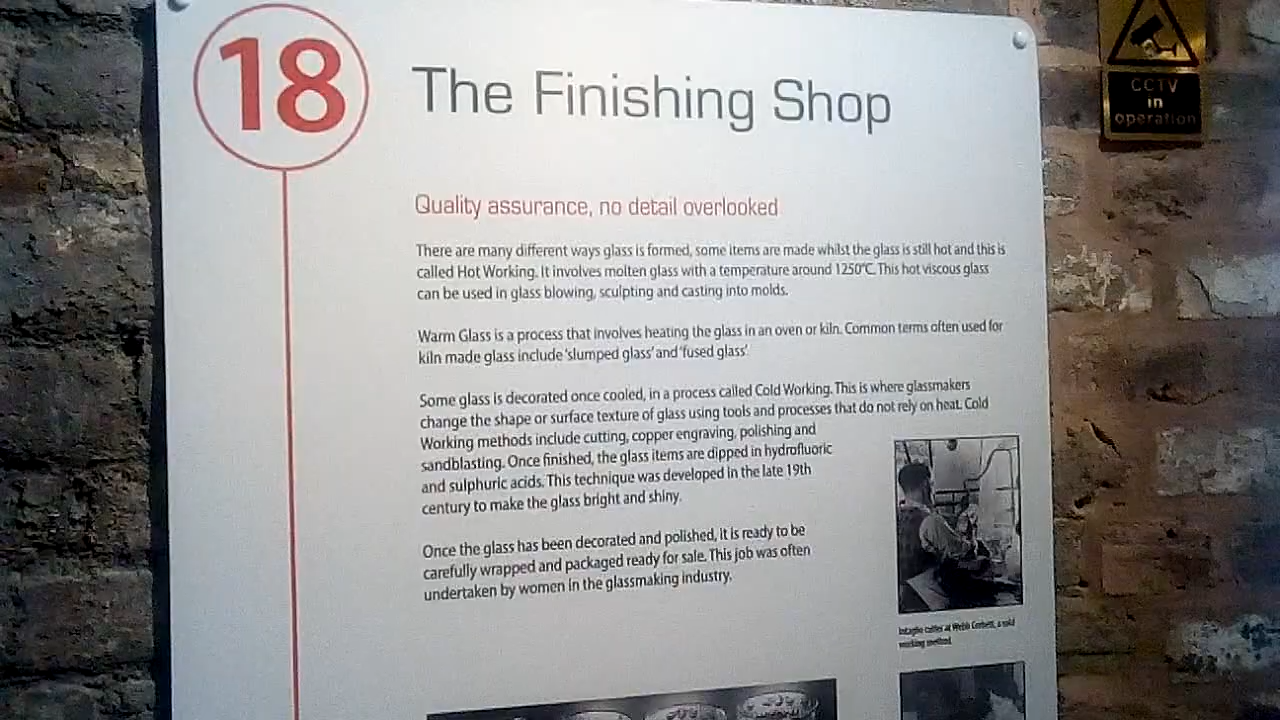 18
The Finishing Shop
Quality assurance, no detail overlooked
There are many different ways glass is formed, some items are made whilst the glass is still hot and this is
called Hot Working. It involves molten glass with a temperature around 1250°C. This hot viscous glass
can be used in glass blowing, sculpting and casting into molds.
Warm Glass is a process that involves heating the glass in an oven or kiln. Common terms often used for
kiln made glass include 'slumped glass' and 'fused glass'.
Some glass is decorated once cooled, in a process called Cold Working. This is where glassmakers
change the shape or surface texture of glass using tools and processes that do not rely on heat. Cold
Working methods include cutting, copper engraving, polishing and
sandblasting. Once finished, the glass items are dipped in hydrofluoric
and sulphuric acids. This technique was developed in the late 19th
century to make the glass bright and shiny.
Once the glass has been decorated and polished, it is ready to be
carefully wrapped and packaged ready for sale. This job was often
undertaken by women in the glassmaking industry.
Intaglio cutter at Webb Corbett, a cold
working method.
CCTV
in
operation